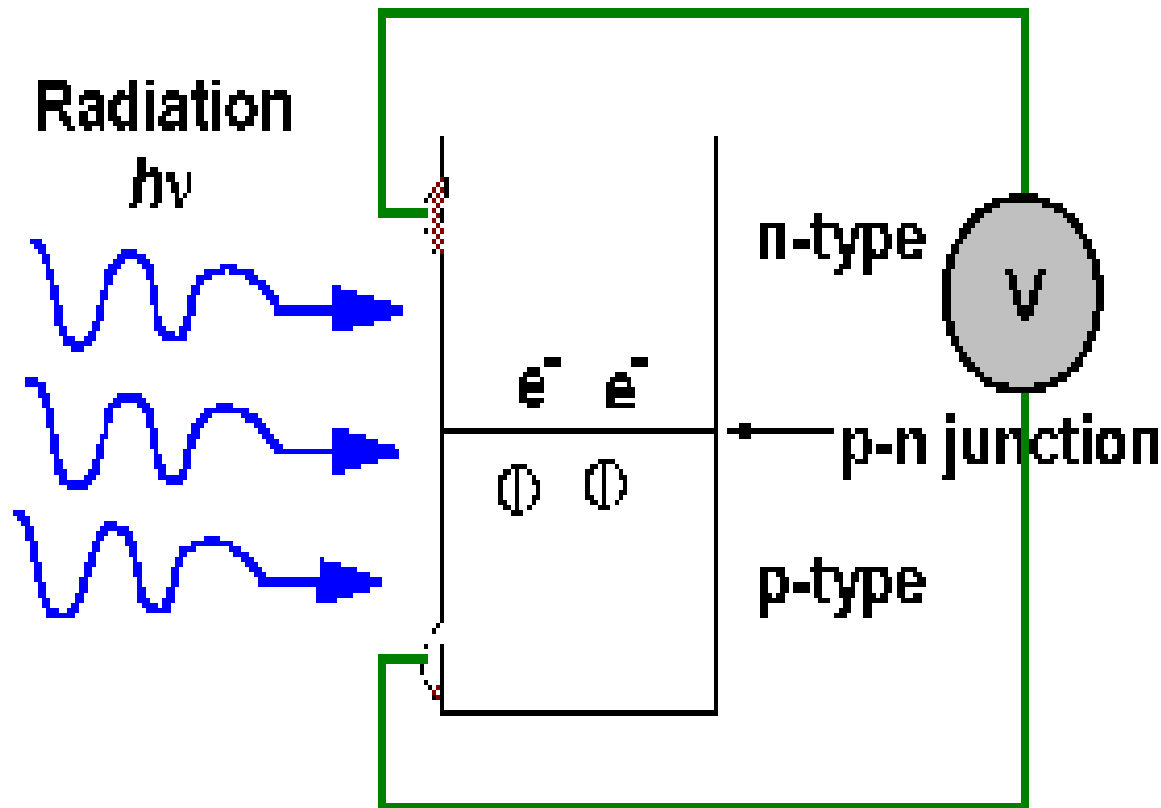 Radiation
hν
n-type
V
e⁻ e⁻
p-n junction
p-type